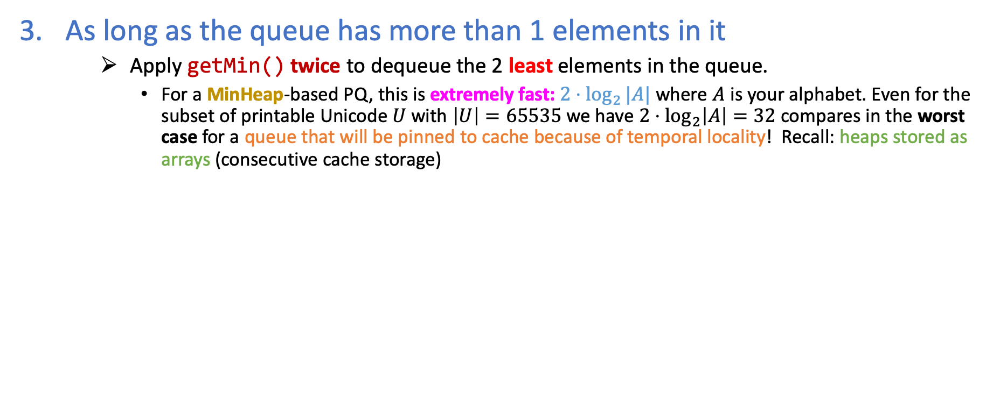 3. As long as the queue has more than 1 elements in it
➢ Apply getMin() twice to dequeue the 2 least elements in the queue.
• For a MinHeap-based PQ, this is extremely fast: 2 · log₂ |A| where A is your alphabet. Even for the
subset of printable Unicode U with |U| = 65535 we have 2 · log₂|A| = 32 compares in the worst
case for a queue that will be pinned to cache because of temporal locality! Recall: heaps stored as
arrays (consecutive cache storage)